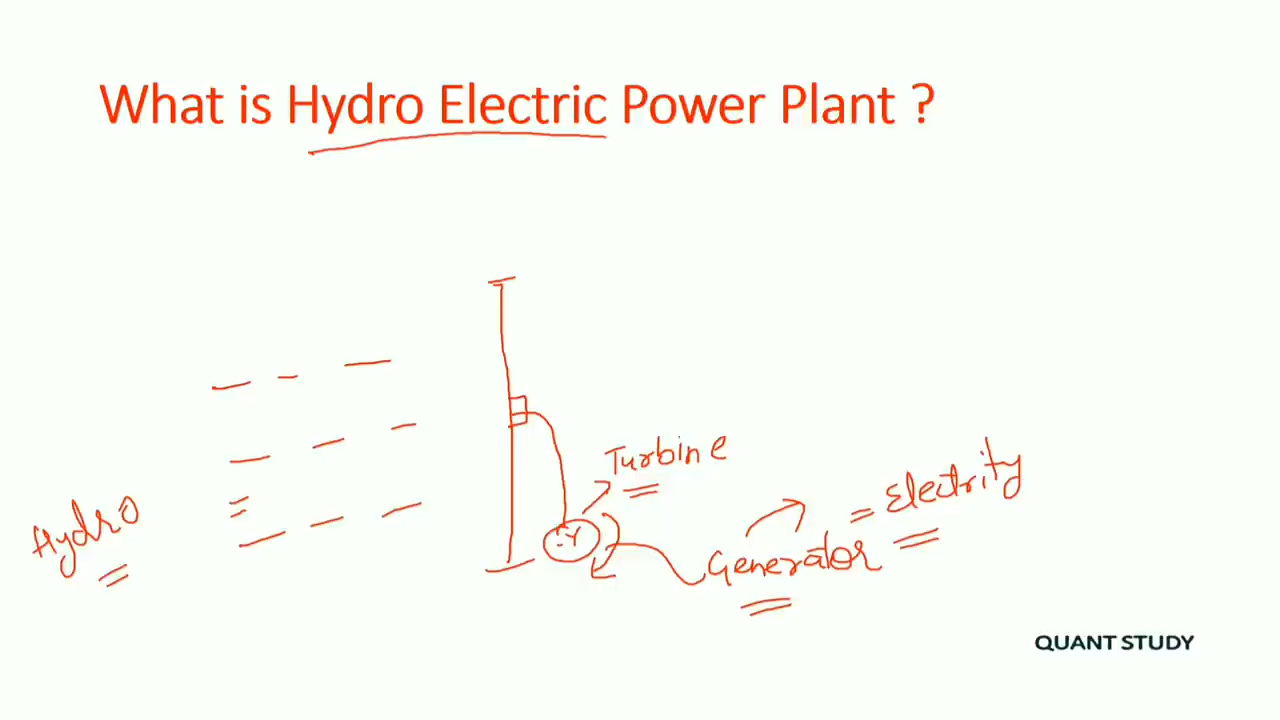 What is Hydro Electric Power Plant ?
Turbine
Hydro
Generator = Electrity
QUANT STUDY